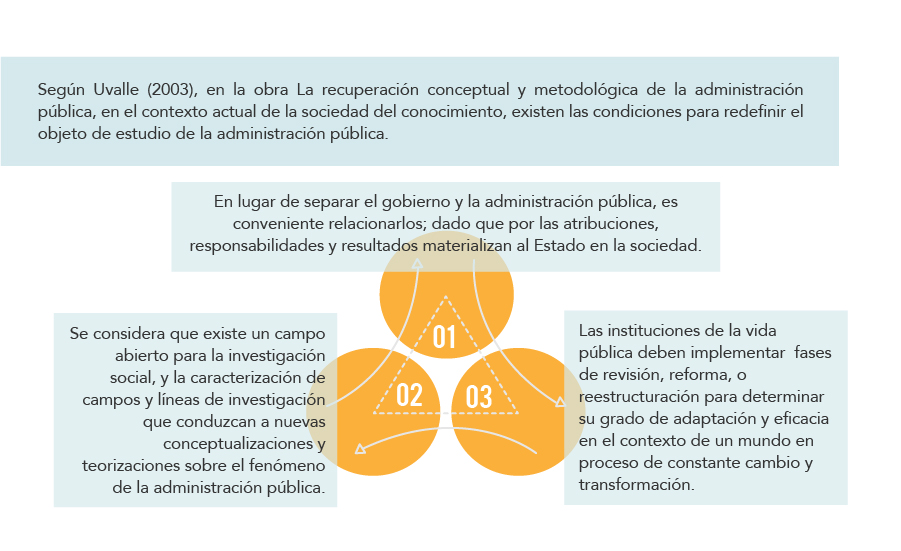 Según Uvalle (2003), en la obra La recuperación conceptual y metodológica de la administración
pública, en el contexto actual de la sociedad del conocimiento, existen las condiciones para redefinir el
objeto de estudio de la administración pública.
En lugar de separar el gobierno y la administración pública, es
conveniente relacionarlos; dado que por las atribuciones,
responsabilidades y resultados materializan al Estado en la sociedad.
01
Se considera que existe un campo
abierto para la investigación
social, y la caracterización de
campos y líneas de investigación
que conduzcan a nuevas
conceptualizaciones y
teorizaciones sobre el fenómeno
de la administración pública.
02
03
Las instituciones de la vida
pública deben implementar fases
de revisión, reforma, o
reestructuración para determinar
su grado de adaptación y eficacia
en el contexto de un mundo en
proceso de constante cambio y
transformación.